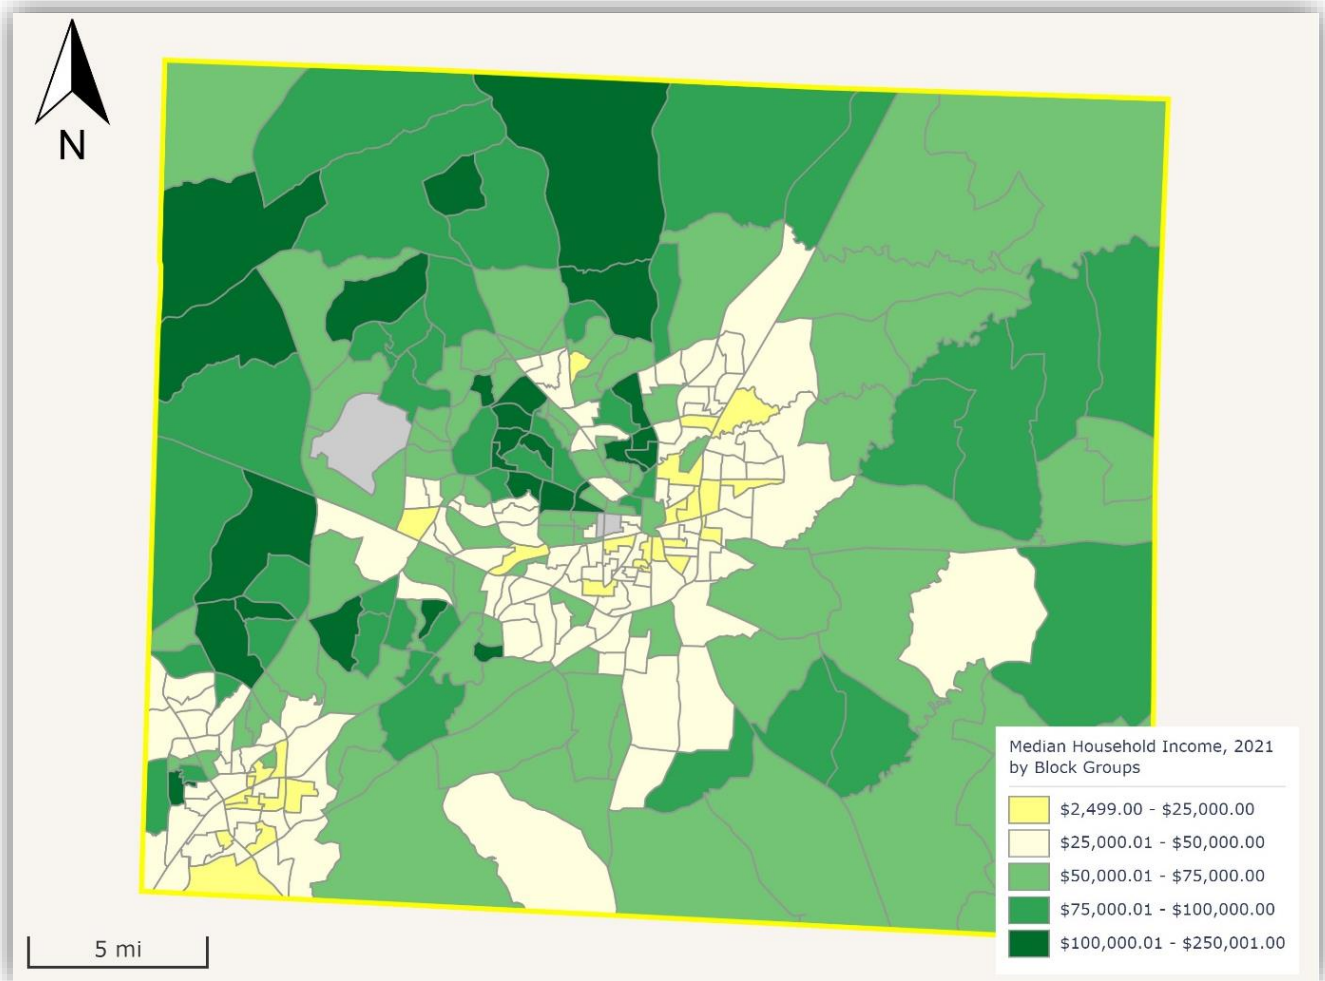 N
Median Household Income, 2021
by Block Groups
$2,499.00 - $25,000.00
$25,000.01 - $50,000.00
$50,000.01 - $75,000.00
$75,000.01 - $100,000.00
$100,000.01 - $250,001.00
5 mi